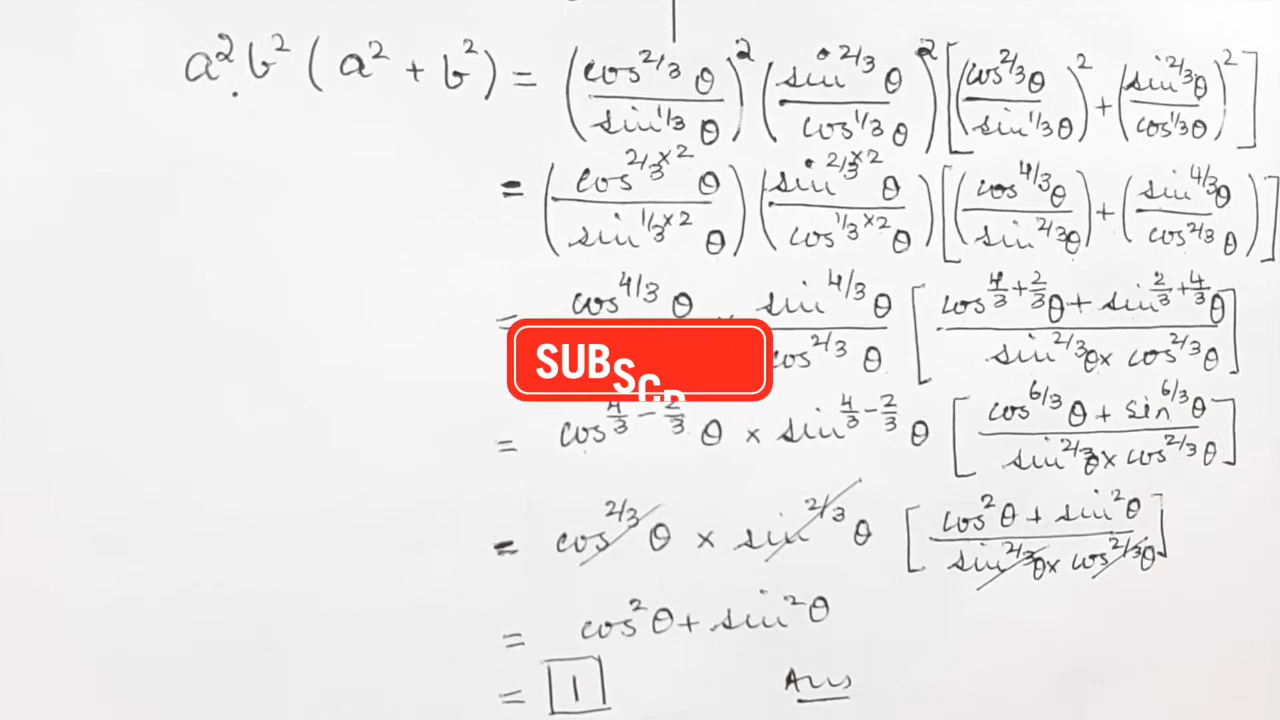 a²b²(a² + b²) = (cos^2/3 θ / sin^1/3 θ)² (sin^2/3 θ / cos^1/3 θ)² [(cos^2/3 θ / sin^1/3 θ)² + (sin^2/3 θ / cos^1/3 θ)²]
= (cos^2/3×2 θ / sin^1/3×2 θ) (sin^2/3×2 θ / cos^1/3×2 θ) [(cos^4/3 θ / sin^2/3 θ) + (sin^4/3 θ / cos^2/3 θ)]
= cos^4/3 θ sin^4/3 θ / cos^2/3 θ [cos^4/3+2/3 θ + sin^2/3+4/3 θ / sin^2/3 θ × cos^2/3 θ]
SUBSCR
= cos^4/3-2/3 θ × sin^4/3-2/3 θ [cos^6/3 θ + sin^6/3 θ / sin^2/3 θ × cos^2/3 θ]
= cos^2/3 θ × sin^2/3 θ [cos²θ + sin²θ / sin^2/3 θ × cos^2/3 θ]
= cos²θ + sin²θ
= 1 Ans